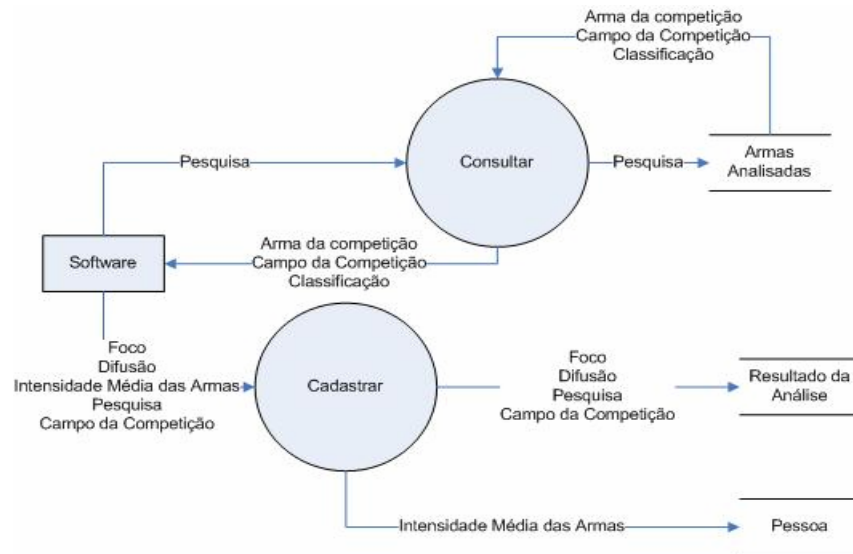 Arma da competição
Campo da Competição
Classificação
Pesquisa
Consultar
Pesquisa
Armas
Analisadas
Software
Arma da competição
Campo da Competição
Classificação
Foco
Difusão
Intensidade Média das Armas
Pesquisa
Campo da Competição
Cadastrar
Foco
Difusão
Pesquisa
Campo da Competição
Resultado da
Análise
Intensidade Média das Armas
Pessoa